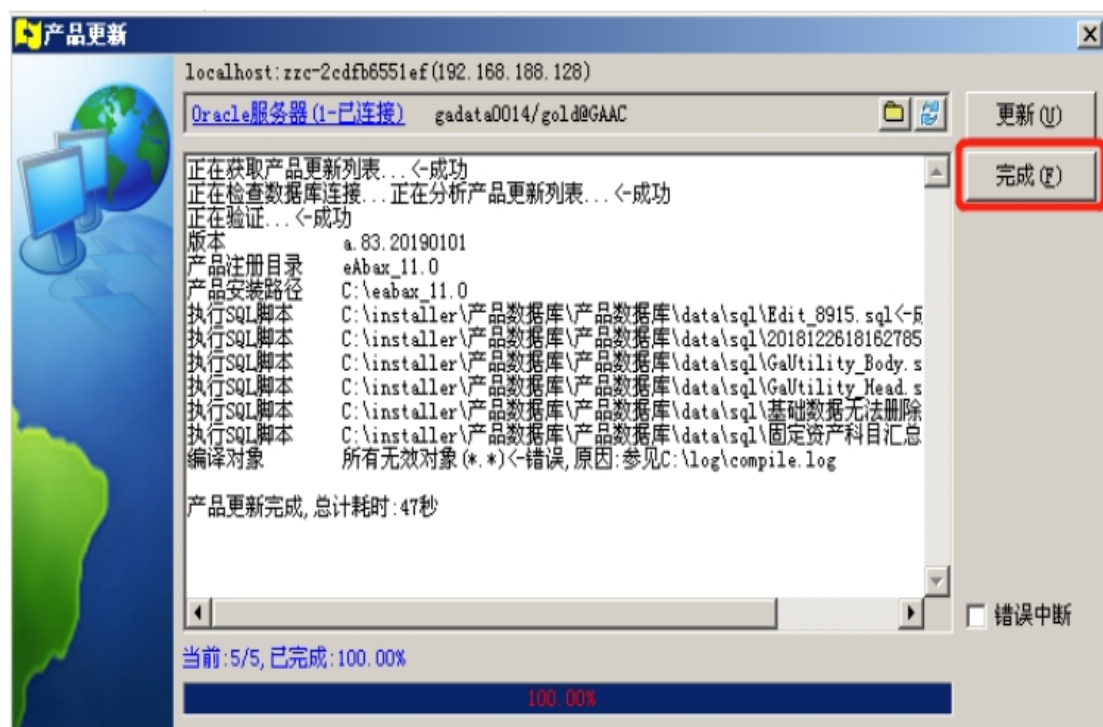 产品更新
localhost:zzc-2cdfb6551ef(192.168.188.128)
Oracle服务器(1-已连接) gadata0014/gold@GAAC
更新(U)
完成(F)
正在获取产品更新列表...<-成功
正在检查数据库连接...正在分析产品更新列表...<-成功
正在验证...<-成功
版本 a.83.20190101
产品注册目录 eAbax_11.0
产品安装路径 C:\eabax_11.0
执行SQL脚本 C:\installer\产品数据库\产品数据库\data\sql\Edit_8915.sql<-
执行SQL脚本 C:\installer\产品数据库\产品数据库\data\sql\2018122618162785
执行SQL脚本 C:\installer\产品数据库\产品数据库\data\sql\GaUtility_Body.s
执行SQL脚本 C:\installer\产品数据库\产品数据库\data\sql\GaUtility_Head.s
执行SQL脚本 C:\installer\产品数据库\产品数据库\data\sql\基础数据无法删除
执行SQL脚本 C:\installer\产品数据库\产品数据库\data\sql\固定资产科目汇总
编译对象 所有无效对象(*.*)<-错误,原因:参见C:\log\compile.log
产品更新完成,总计耗时:47秒
错误中断
当前:5/5,已完成:100.00%
100.00%